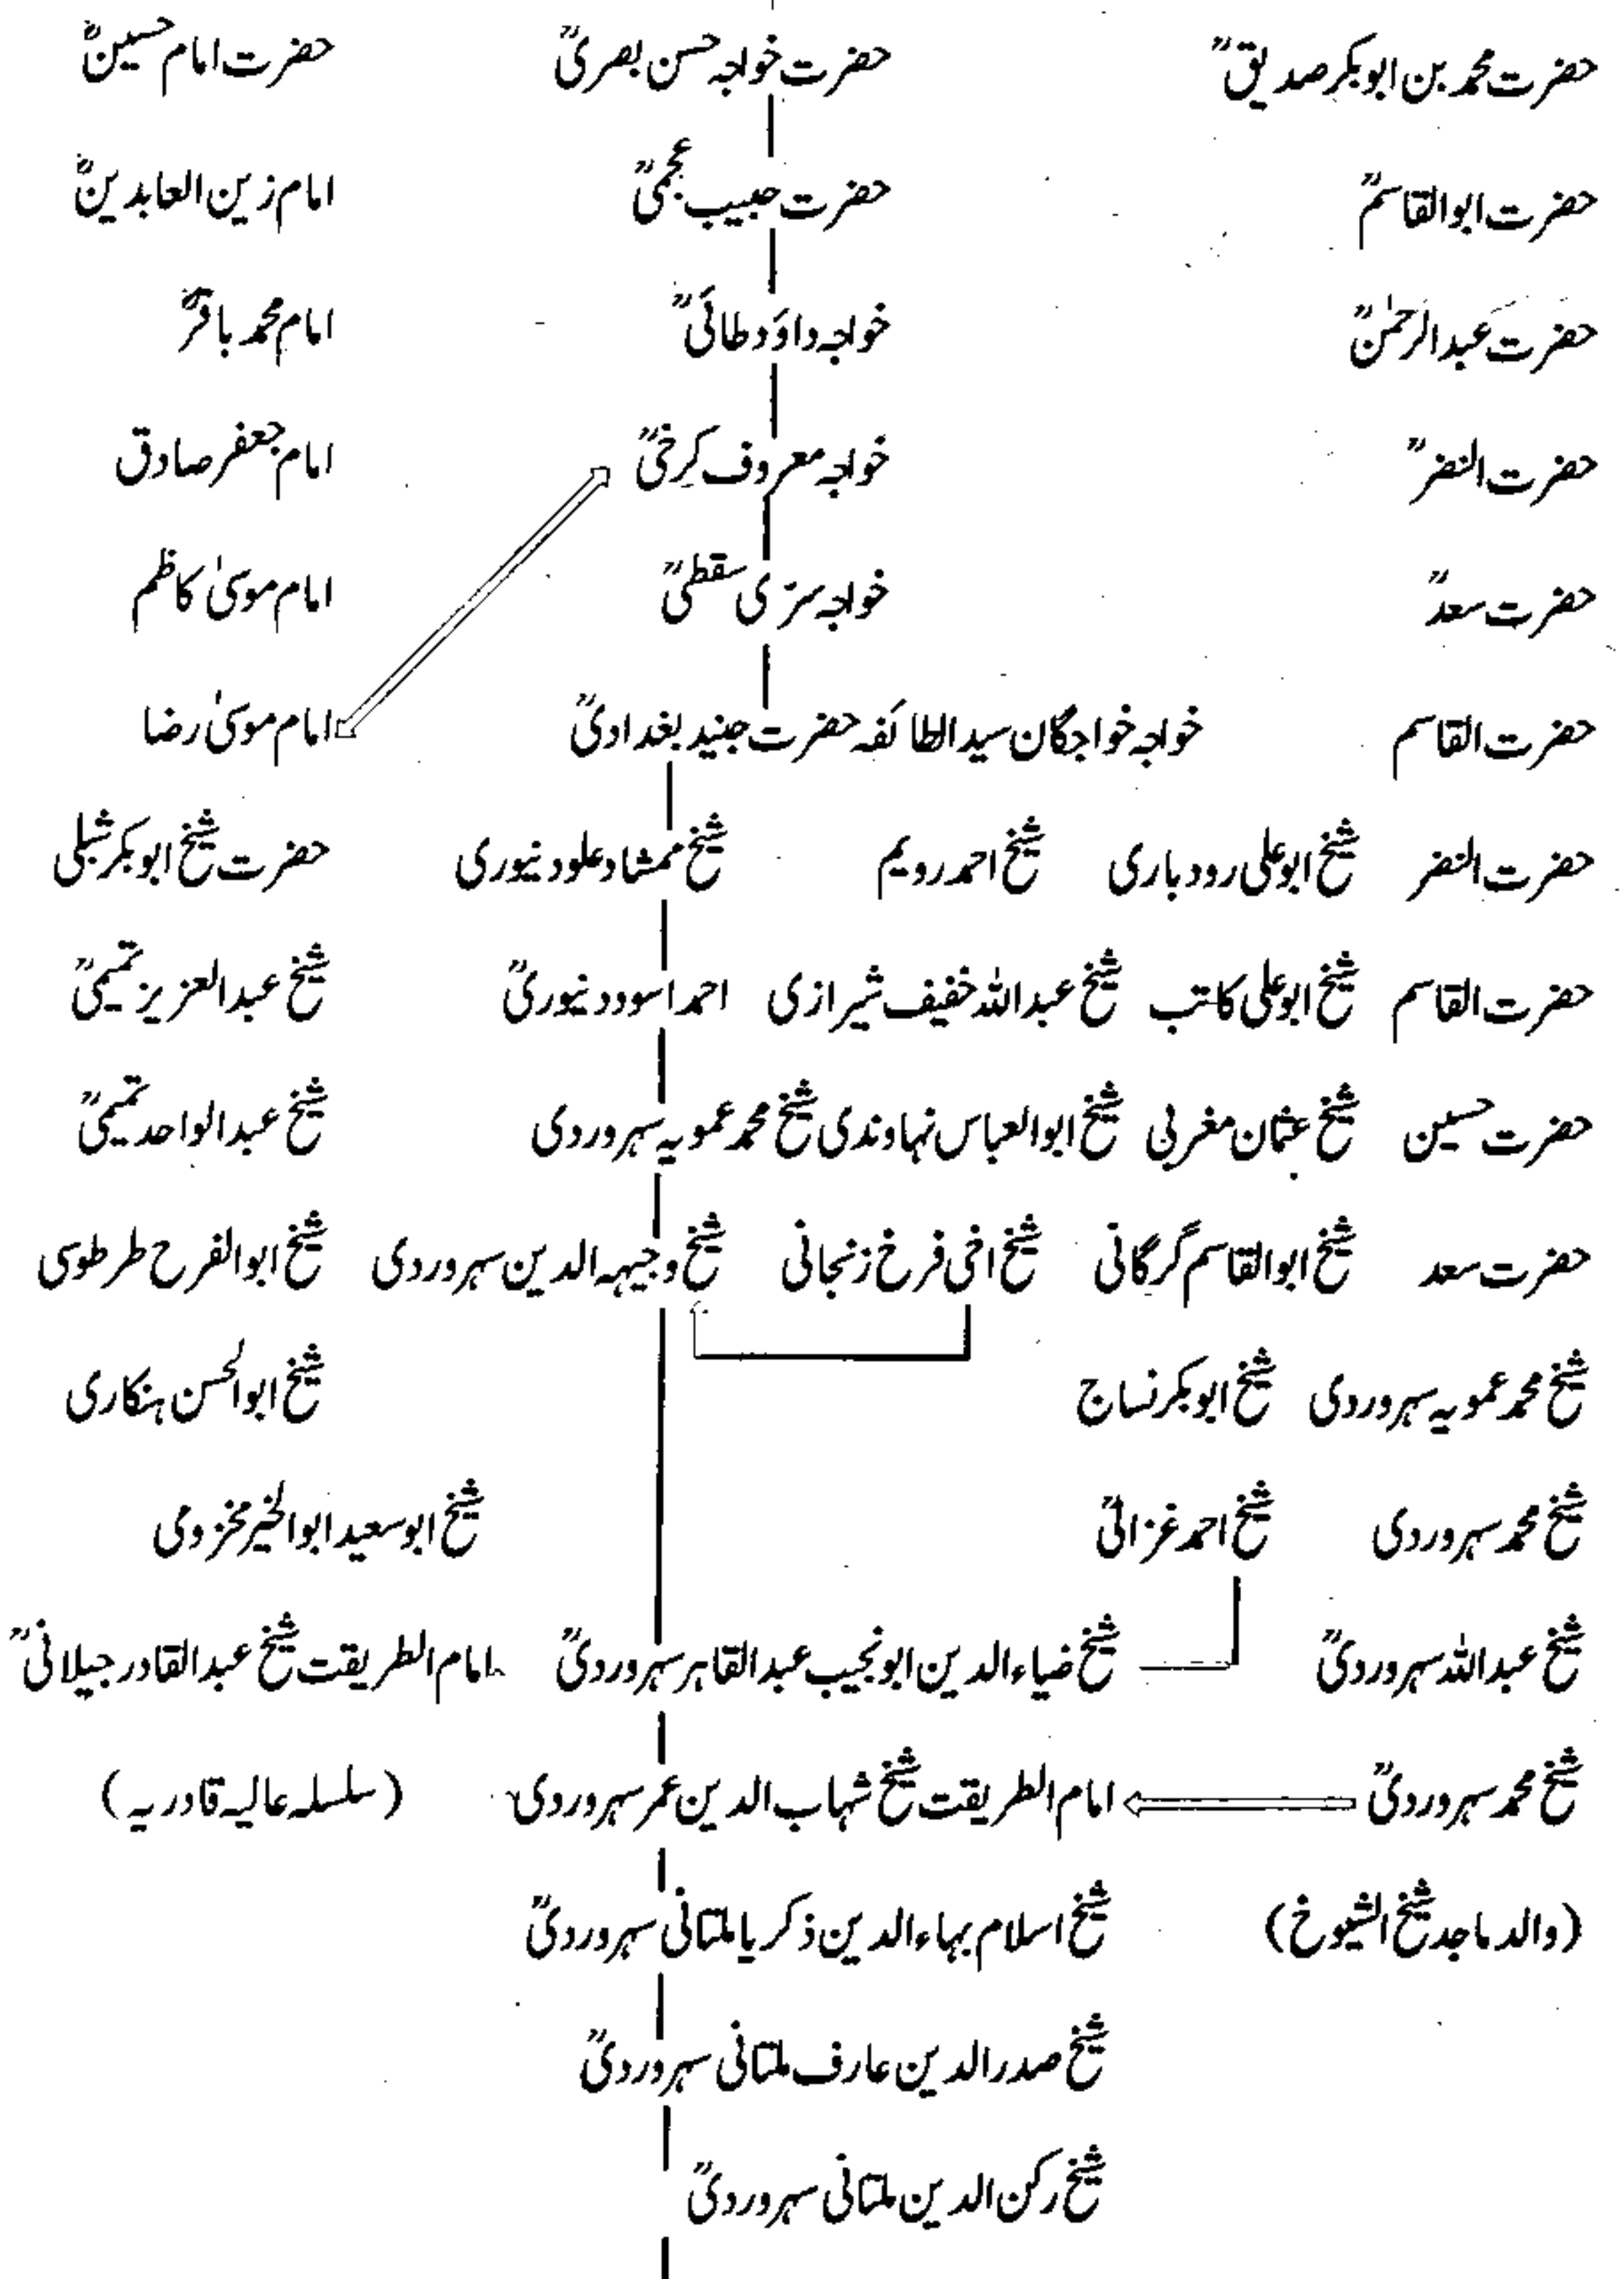 حضرت محمد بن ابوبکر صدیقؓ حضرت خواجہ حسن بصریؒ حضرت امام حسینؓ
حضرت ابوالقاسمؒ حضرت حبیب عجمیؒ امام زین العابدینؓ
حضرت عبدالرحمٰنؒ خواجہ داؤد طائیؒ امام محمد باقرؓ
حضرت النضرؒ خواجہ معروف کرخیؒ امام جعفر صادق
حضرت سعدؒ خواجہ سرّی سقطیؒ امام موسیٰ کاظم
حضرت القاسم خواجہ خواجگان سید الطائفہ حضرت جنید بغدادیؒ امام موسیٰ رضا
حضرت النضر شیخ ابوعلی رودباری شیخ احمد رویم شیخ ممشاد علو دنیوری حضرت شیخ ابوبکر شبلی
حضرت القاسم شیخ ابوعلی کاتب شیخ عبداللہ خفیف شیرازی احمد اسود دنیوریؒ شیخ عبدالعزیز تمیمیؒ
حضرت حسین شیخ عثمان مغربی شیخ ابوالعباس نہاوندی شیخ محمد عمویہ سہروردی شیخ عبدالواحد تمیمیؒ
حضرت سعد شیخ ابوالقاسم گرگانی شیخ اخی فرخ زنجانی شیخ وجیہہ الدین سہروردی شیخ ابوالفرح طرطوسی
شیخ محمد عمویہ سہروردی شیخ ابوبکر نساج شیخ ابوالحسن ہنکاری
شیخ محمد سہروردی شیخ احمد غزالیؒ شیخ ابوسعید ابوالخیر مخزومی
شیخ عبداللہ سہروردیؒ شیخ ضیاء الدین ابونجیب عبدالقاہر سہروردیؒ امام الطریقت شیخ عبدالقادر جیلانیؒ
شیخ محمد سہروردیؒ امام الطریقت شیخ شہاب الدین عمر سہروردی (سلسلہ عالیہ قادریہ)
(والد ماجد شیخ الشیوخ) شیخ اسلام بہاء الدین ذکریا ملتانی سہروردیؒ
شیخ صدرالدین عارف ملتانی سہروردیؒ
شیخ رکن الدین ملتانی سہروردیؒ